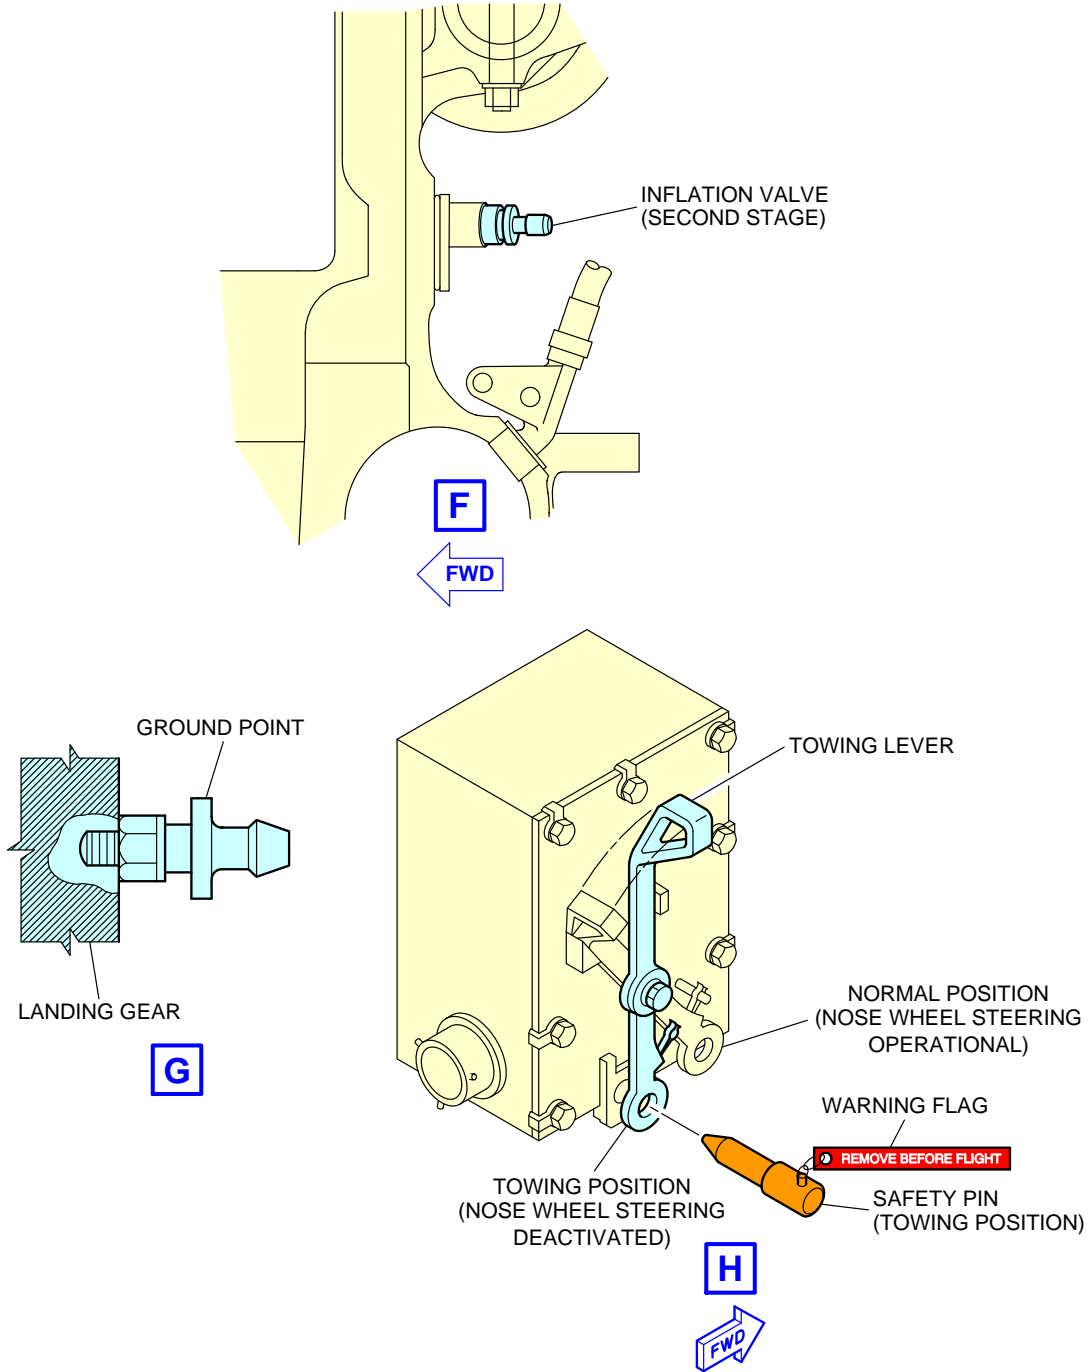 INFLATION VALVE
(SECOND STAGE)
F
FWD
GROUND POINT
TOWING LEVER
LANDING GEAR
G
NORMAL POSITION
(NOSE WHEEL STEERING
OPERATIONAL)
WARNING FLAG
REMOVE BEFORE FLIGHT
TOWING POSITION
(NOSE WHEEL STEERING
DEACTIVATED)
SAFETY PIN
(TOWING POSITION)
H
FWD